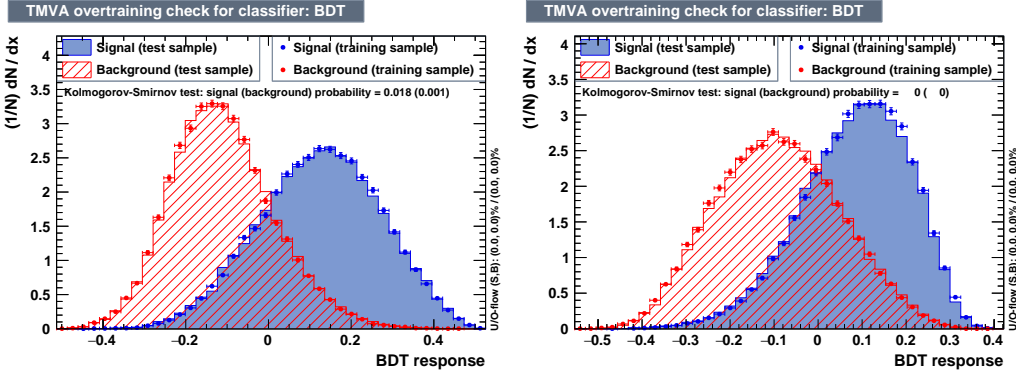 TMVA overtraining check for classifier: BDT
(1/N) dN / dx
Signal (test sample)
Background (test sample)
Signal (training sample)
Background (training sample)
Kolmogorov-Smirnov test: signal (background) probability = 0.018 (0.001)
4
3.5
3
2.5
2
1.5
1
0.5
0
−0.4 −0.2 0 0.2 0.4
BDT response
U/O-flow (S,B): (0.0, 0.0)% / (0.0, 0.0)%
TMVA overtraining check for classifier: BDT
(1/N) dN / dx
Signal (test sample)
Background (test sample)
Signal (training sample)
Background (training sample)
Kolmogorov-Smirnov test: signal (background) probability = 0 ( 0)
4
3.5
3
2.5
2
1.5
1
0.5
0
−0.5 −0.4 −0.3 −0.2 −0.1 0 0.1 0.2 0.3 0.4
BDT response
U/O-flow (S,B): (0.0, 0.0)% / (0.0, 0.0)%